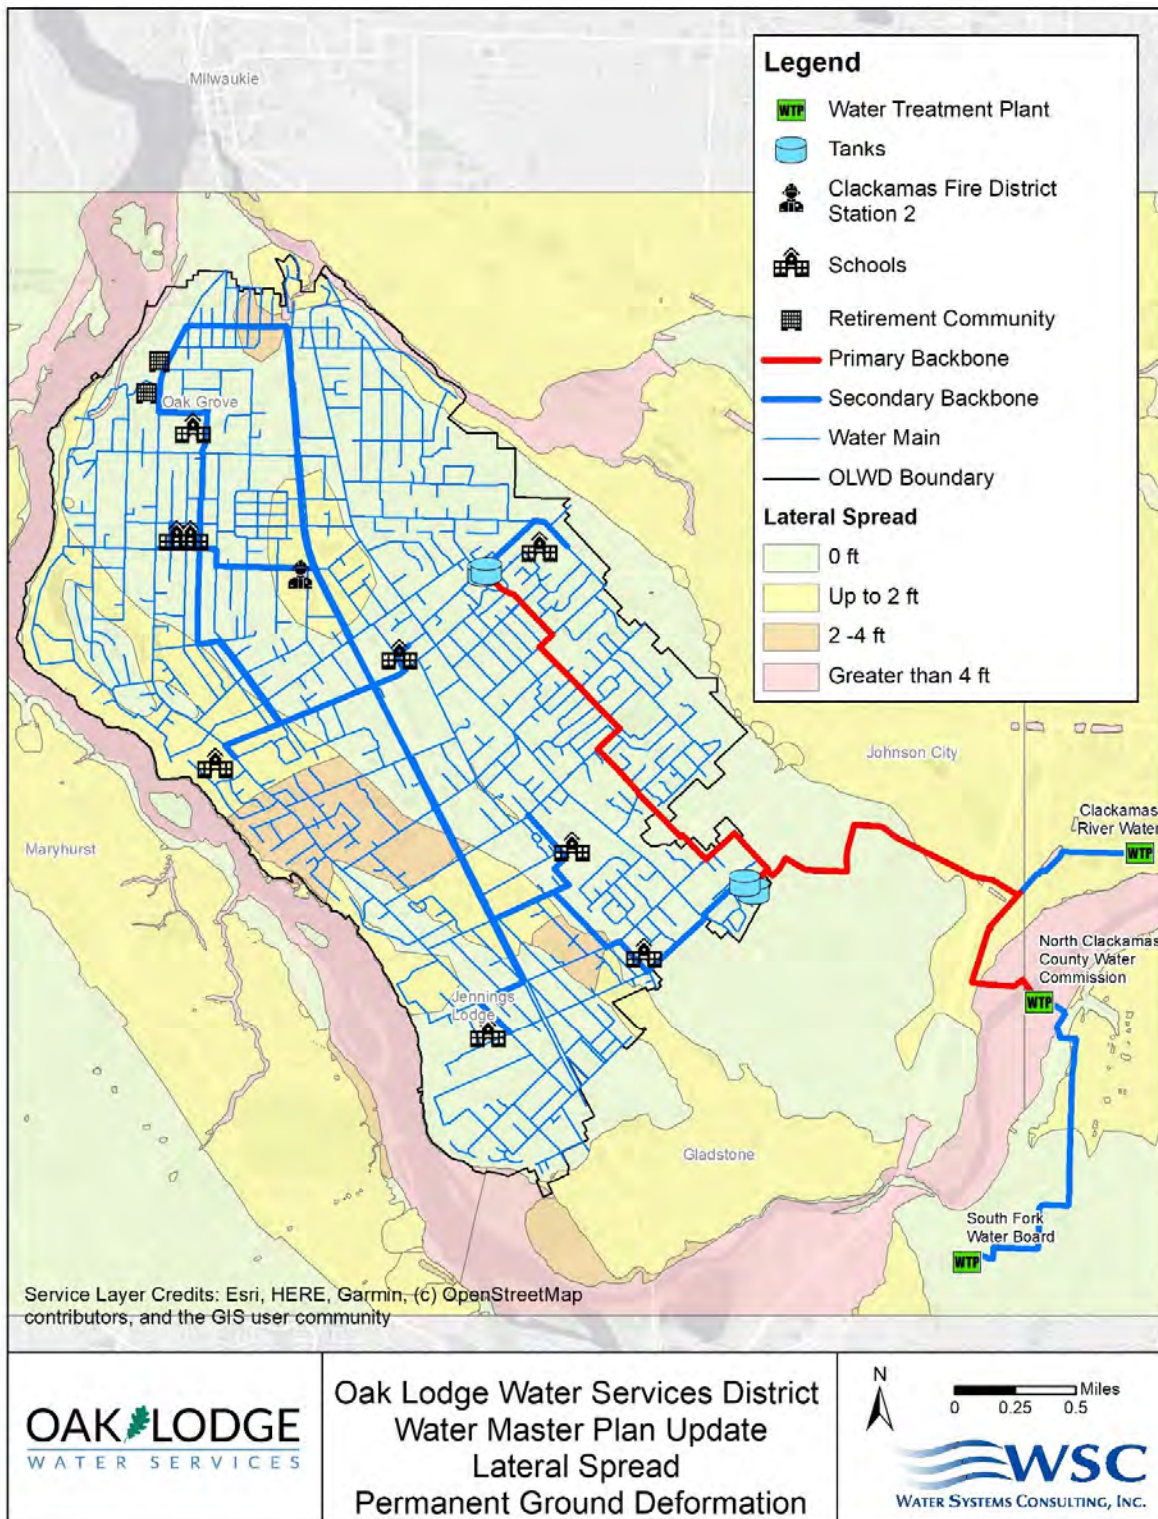 Milwaukie
Legend
WTP
Water Treatment Plant
Tanks
Clackamas Fire District
Station 2
Schools
Retirement Community
Primary Backbone
Secondary Backbone
Water Main
OLWD Boundary
Lateral Spread
0 ft
Up to 2 ft
2 -4 ft
Greater than 4 ft
Oak Grove
Johnson City
Clackamas
River Water
WTP
Maryhurst
North Clackamas
County Water
Commission
WTP
Jennings
Lodge
Gladstone
South Fork
Water Board
WTP
Service Layer Credits: Esri, HERE, Garmin, (c) OpenStreetMap
contributors, and the GIS user community
OAK LODGE
WATER SERVICES
Oak Lodge Water Services District
Water Master Plan Update
Lateral Spread
Permanent Ground Deformation
N
Miles
0 0.25 0.5
WSC
WATER SYSTEMS CONSULTING, INC.